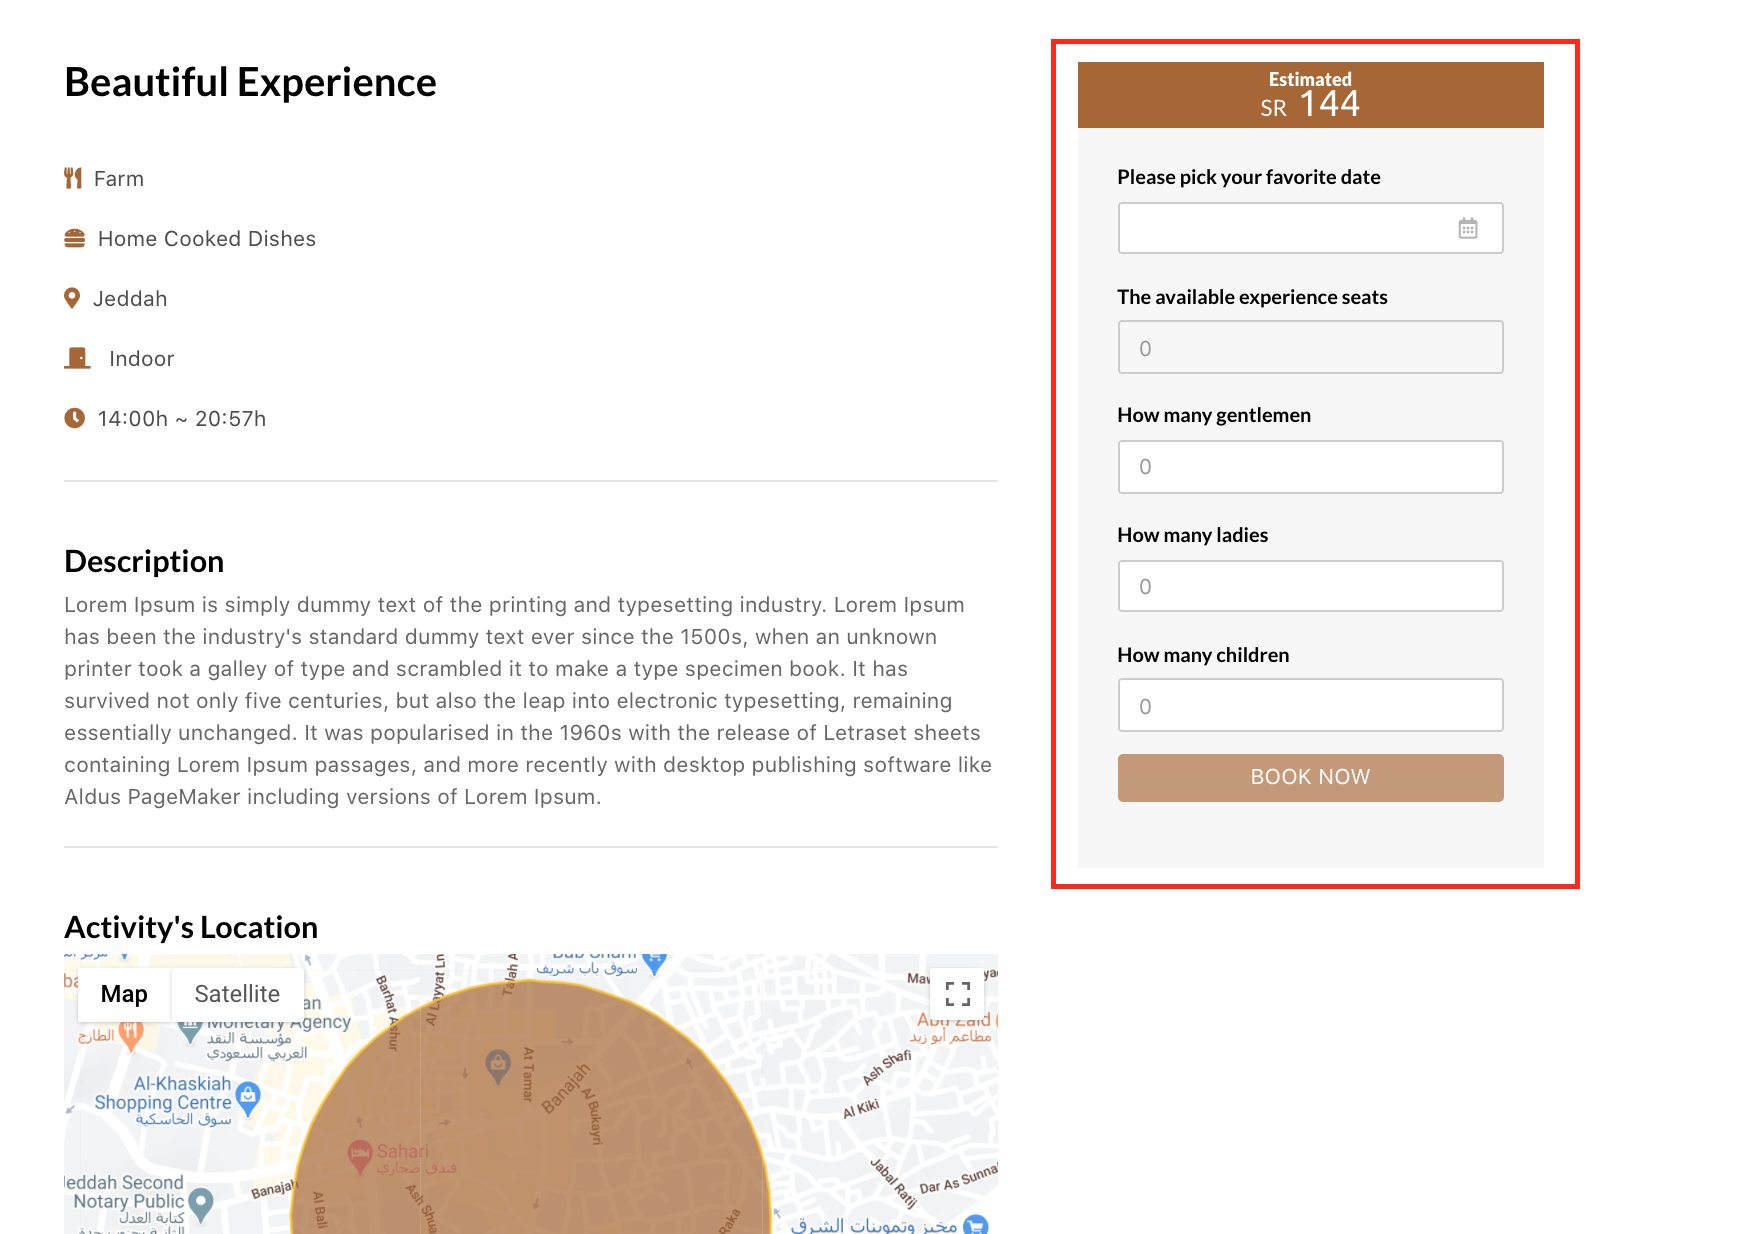 Beautiful Experience
Farm
Home Cooked Dishes
Jeddah
Indoor
14:00h ~ 20:57h
Description
Lorem Ipsum is simply dummy text of the printing and typesetting industry. Lorem Ipsum
has been the industry's standard dummy text ever since the 1500s, when an unknown
printer took a galley of type and scrambled it to make a type specimen book. It has
survived not only five centuries, but also the leap into electronic typesetting, remaining
essentially unchanged. It was popularised in the 1960s with the release of Letraset sheets
containing Lorem Ipsum passages, and more recently with desktop publishing software like
Aldus PageMaker including versions of Lorem Ipsum.
Estimated
SR 144
Please pick your favorite date
The available experience seats
0
How many gentlemen
0
How many ladies
0
How many children
0
BOOK NOW
Activity's Location
Map
Satellite
سوق باب شريف
Barhat Ashur
Monetary Agency
مؤسسة النقد
العربي السعودي
الطازج
Al-Khaskiah
Shopping Centre
سوق الخاسكية
At Tamar
Banajah
Al Bukayri
Sahari
فندق صحاري
Abu Zaid
مطاعم أبو زيد
Ash Shafi
Al Kiki
Jabal Ratij
Dar As Sunna
Jeddah Second
Notary Public
كتابة العدل
Banajah
Al Bali
Ash Shua
Raka
مخبز وتموينات الشرق